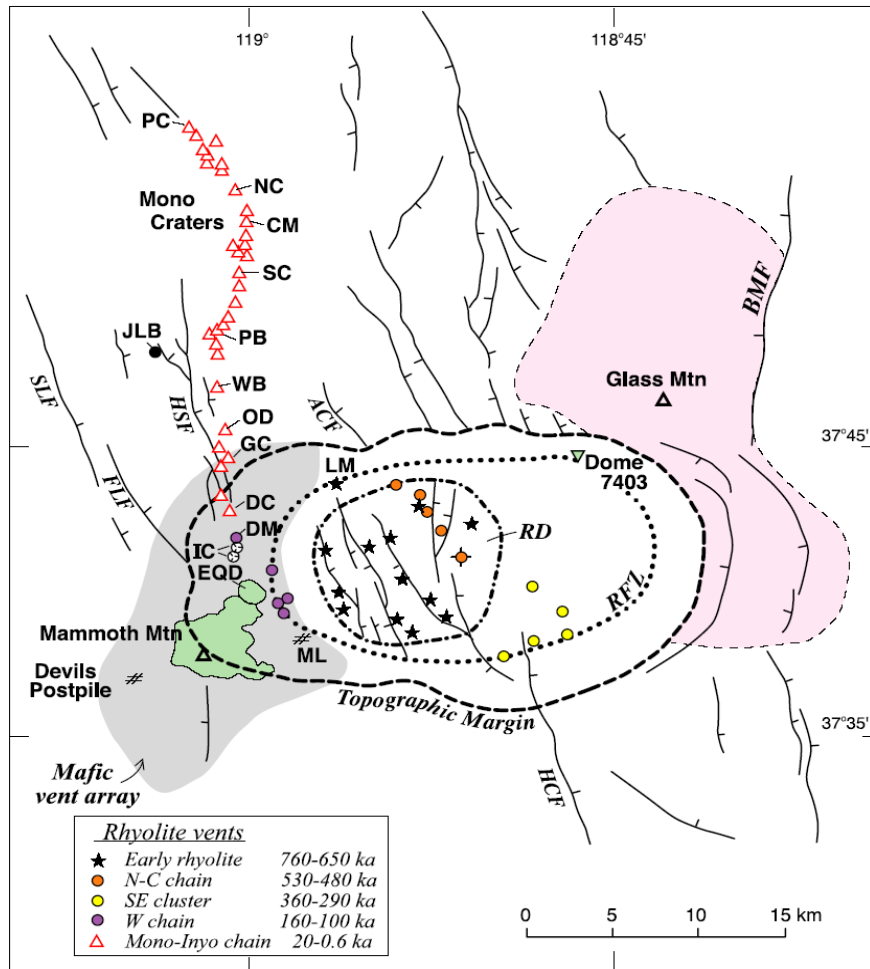 119°
118°45'
PC
NC
Mono
Craters
CM
SC
BMF
JLB
PB
SLF
HSF
WB
Glass Mtn
ACF
OD
GC
37°45'
LM
Dome
7403
FLF
DC
DM
RD
IC
EQD
RFZ
Mammoth Mtn
ML
Devils
Postpile
Topographic Margin
37°35'
Mafic
vent array
HCF
Rhyolite vents
Early rhyolite 760-650 ka
N-C chain 530-480 ka
SE cluster 360-290 ka
W chain 160-100 ka
Mono-Inyo chain 20-0.6 ka
0 5 10 15 km